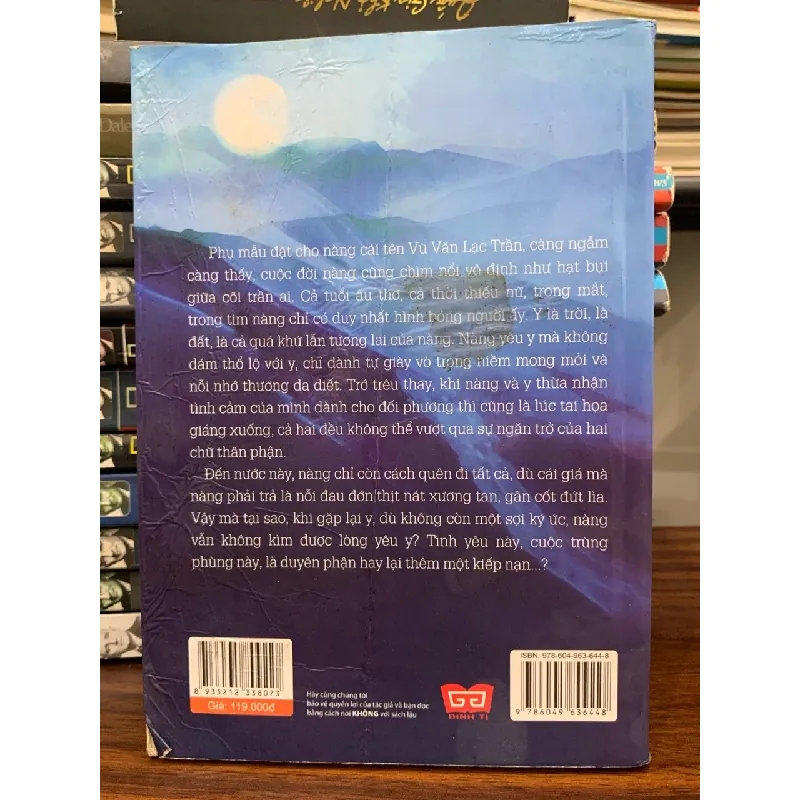 Dale
Phụ mẫu đặt cho nàng cái tên Vũ Văn Lạc Trần, càng ngẫm
càng thấy, cuộc đời nàng cũng chìm nổi vô định như hạt bụi
giữa cõi trần ai. Cả tuổi ấu thơ, cả thời thiếu nữ, trong mắt,
trong tim nàng chỉ có duy nhất hình bóng người ấy. Y là trời, là
đất, là cả quá khứ lẫn tương lai của nàng. Nàng yêu y mà không
dám thổ lộ với y, chỉ đành tự giày vò trong niềm mong mỏi và
nỗi nhớ thương da diết. Trớ trêu thay, khi nàng và y thừa nhận
tình cảm của mình dành cho đối phương thì cũng là lúc tai họa
giáng xuống, cả hai đều không thể vượt qua sự ngăn trở của hai
chữ thân phận.
Đến nước này, nàng chỉ còn cách quên đi tất cả, dù cái giá mà
nàng phải trả là nỗi đau đớn thịt nát xương tan, gân cốt đứt lìa.
Vậy mà tại sao, khi gặp lại y, dù không còn một sợi ký ức, nàng
vẫn không kìm được lòng yêu y? Tình yêu này, cuộc trùng
phùng này, là duyên phận hay lại thêm một kiếp nạn...?
8 935212 338073
Giá: 119.000đ
Hãy cùng chúng tôi
bảo vệ quyền lợi của tác giả và bạn đọc
bằng cách nói KHÔNG với sách lậu
ĐINH TỊ
ISBN: 978-604-963-644-8
9 786049 636448